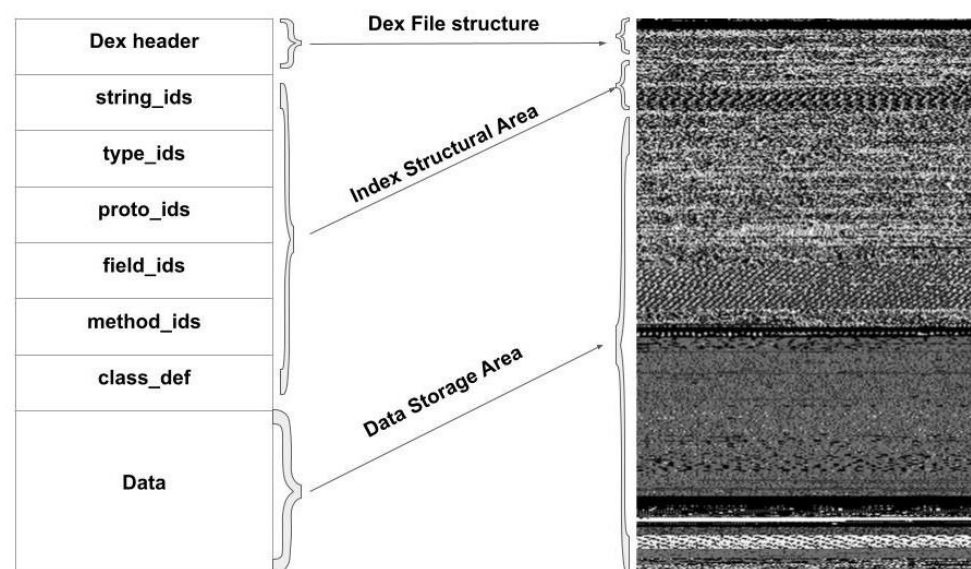 Dex header
string_ids
type_ids
proto_ids
field_ids
method_ids
class_def
Data
Dex File structure
Index Structural Area
Data Storage Area